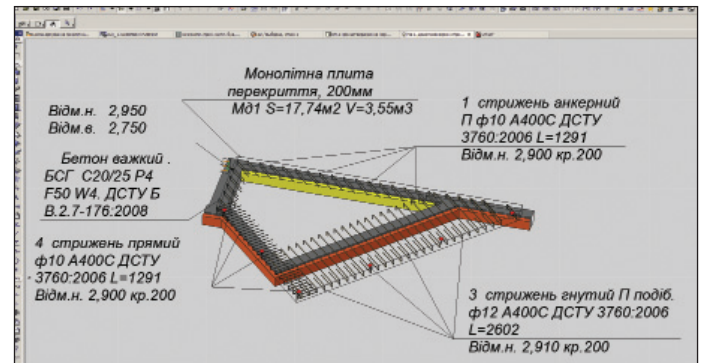 Монолітна плита
перекриття, 200мм
Мд1 S=17,74м2 V=3,55м3
Відм.н. 2,950
Відм.в. 2,750
1 стрижень анкерний
П ф10 А400С ДСТУ
3760:2006 L=1291
Відм.н. 2,900 кр.200
Бетон важкий .
БСГ С20/25 Р4
F50 W4. ДСТУ Б
В.2.7-176:2008
4 стрижень прямий
ф10 А400С ДСТУ
3760:2006 L=1291
Відм.н. 2,900 кр.200
3 стрижень гнутий П подіб.
ф12 А400С ДСТУ 3760:2006
L=2602
Відм.н. 2,910 кр.200